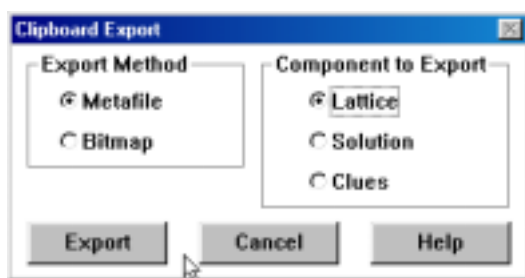 Clipboard Export
Export Method
Metafile
Bitmap
Component to Export
Lattice
Solution
Clues
Export
Cancel
Help